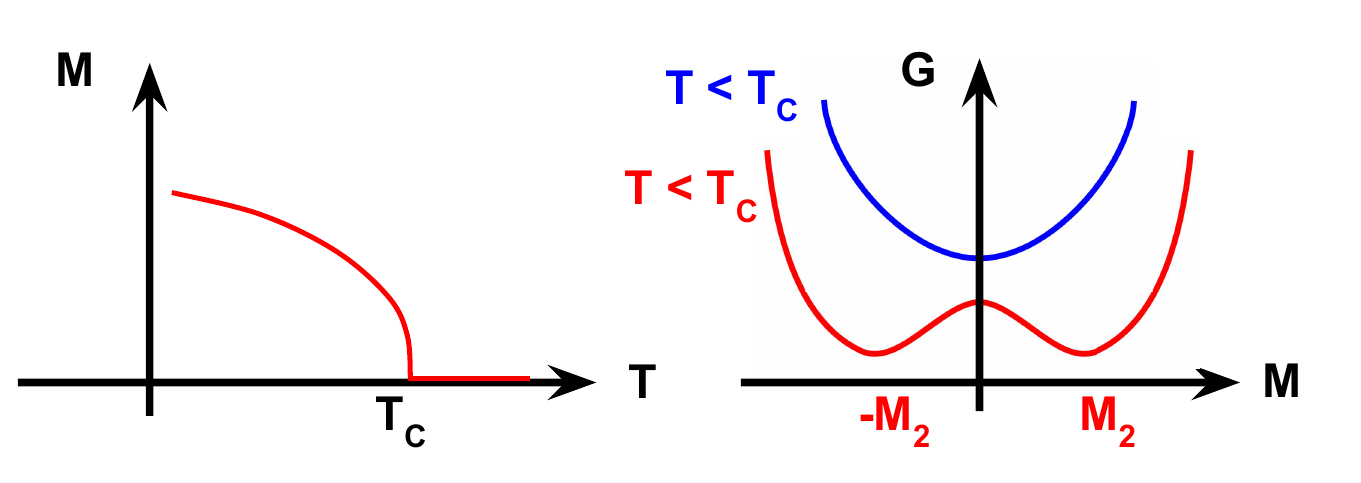 M
T
T_C
G
T < T_C
T < T_C
M
-M_2
M_2